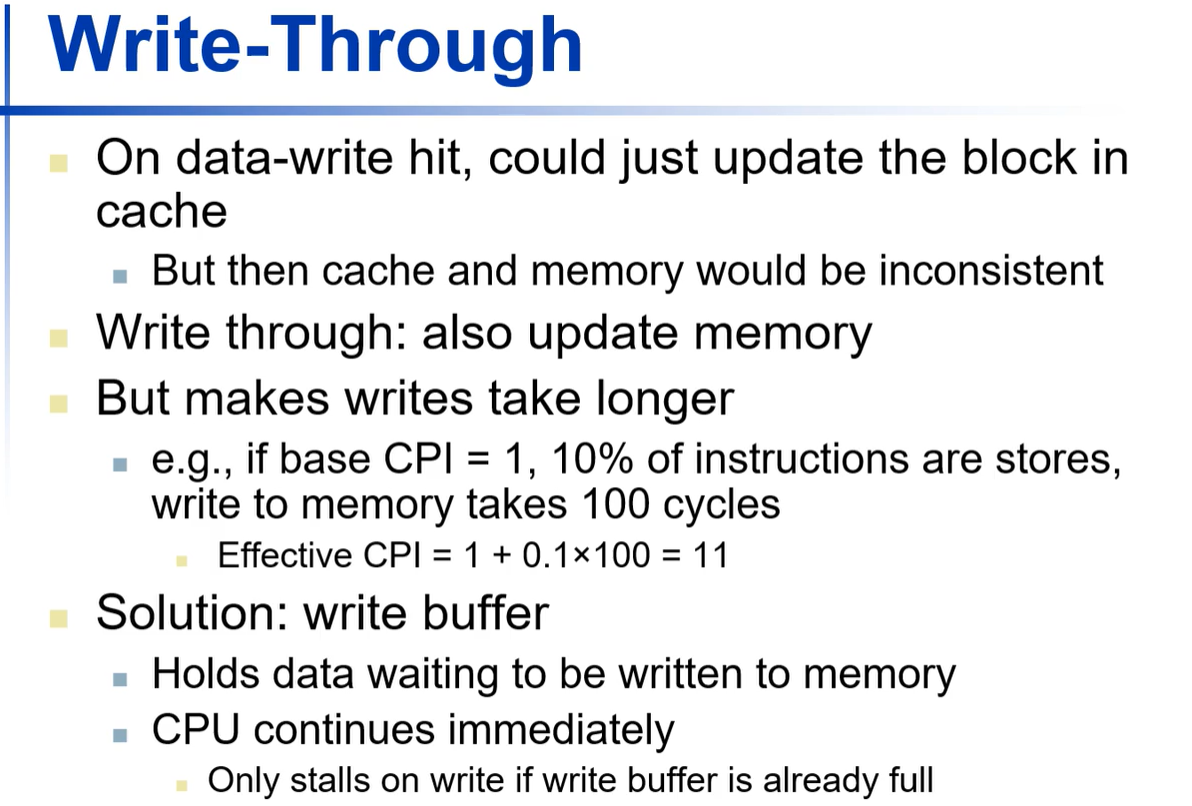 Write-Through
On data-write hit, could just update the block in
cache
But then cache and memory would be inconsistent
Write through: also update memory
But makes writes take longer
e.g., if base CPI = 1, 10% of instructions are stores,
write to memory takes 100 cycles
Effective CPI = 1 + 0.1×100 = 11
Solution: write buffer
Holds data waiting to be written to memory
CPU continues immediately
Only stalls on write if write buffer is already full